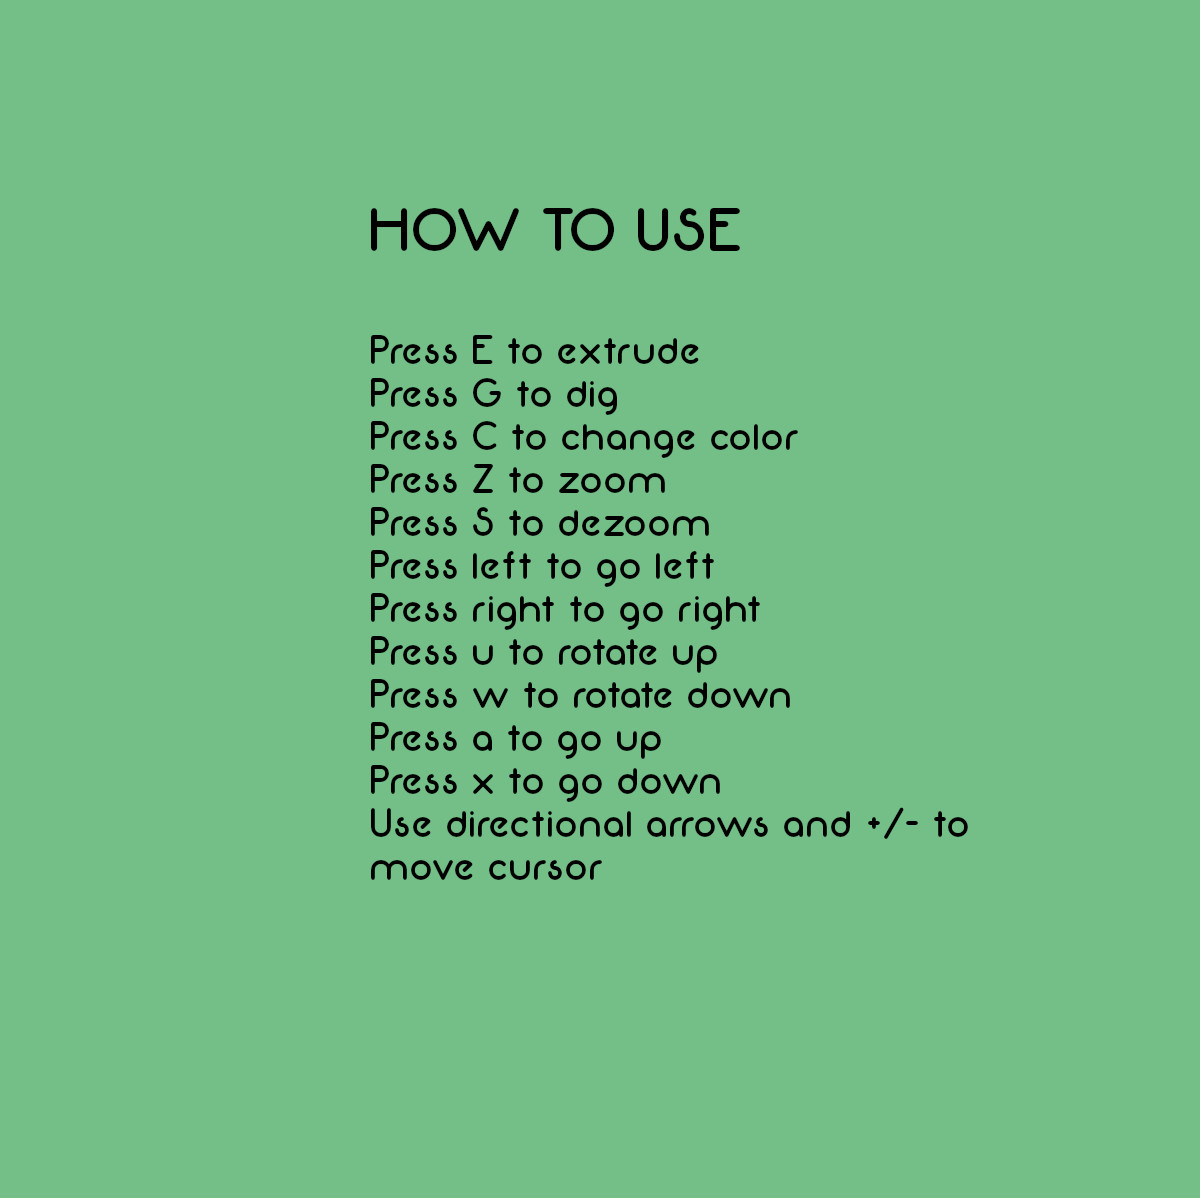 HOW TO USE
Press E to extrude
Press G to dig
Press C to change color
Press Z to zoom
Press S to dezoom
Press left to go left
Press right to go right
Press u to rotate up
Press w to rotate down
Press a to go up
Press x to go down
Use directional arrows and +/- to
move cursor